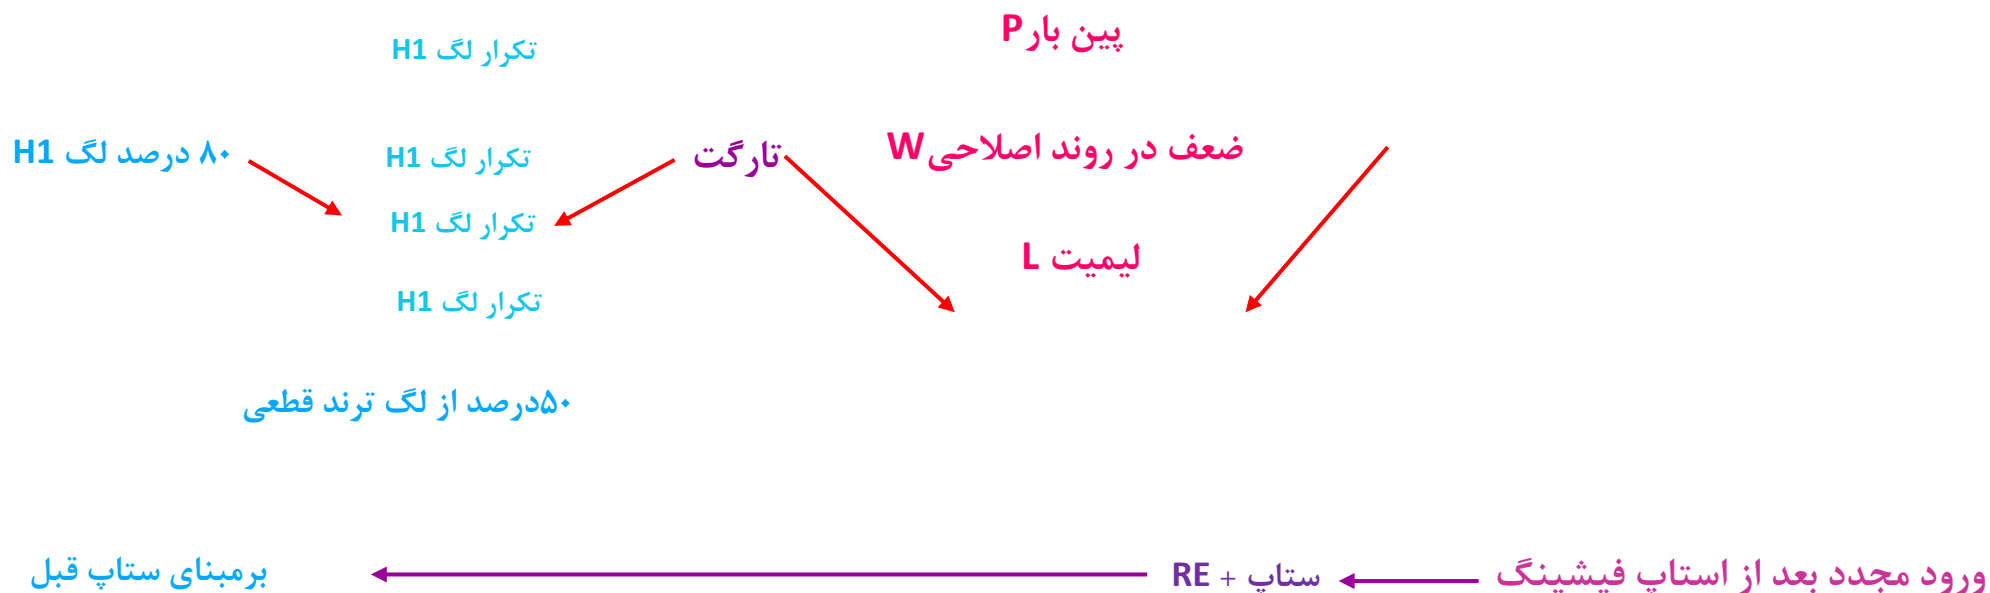 پین بارP
تکرار لگ H1
ضعف در روند اصلاحیW
تارگت
تکرار لگ H1
۸۰ درصد لگ H1
تکرار لگ H1
لیمیت L
تکرار لگ H1
۵۰درصد از لگ ترند قطعی
ورود مجدد بعد از استاپ فیشینگ
ستاپ + RE
برمبنای ستاپ قبل